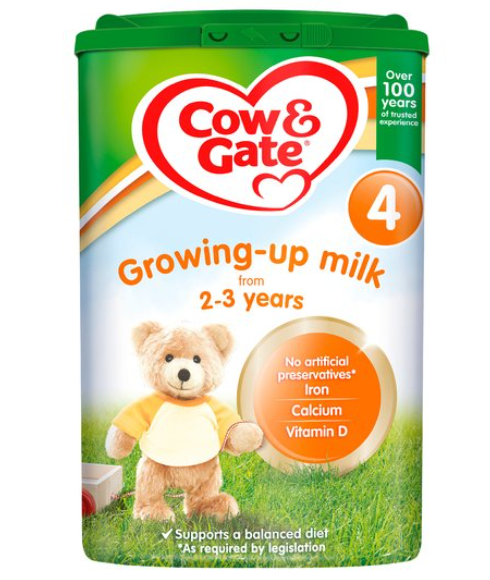 Over
100
years
of trusted
experience
Cow &
Gate®
4
Growing-up milk
from
2-3 years
No artificial
preservatives*
Iron
Calcium
Vitamin D
✓Supports a balanced diet
*As required by legislation